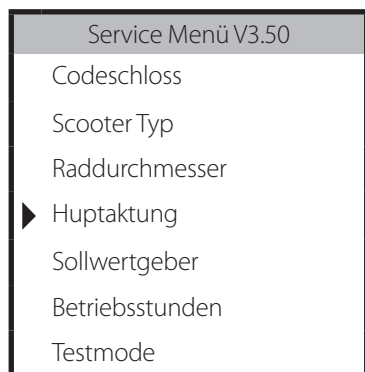 Service Menü V3.50
Codeschloss
Scooter Typ
Raddurchmesser
Huptaktung
Sollwertgeber
Betriebsstunden
Testmode